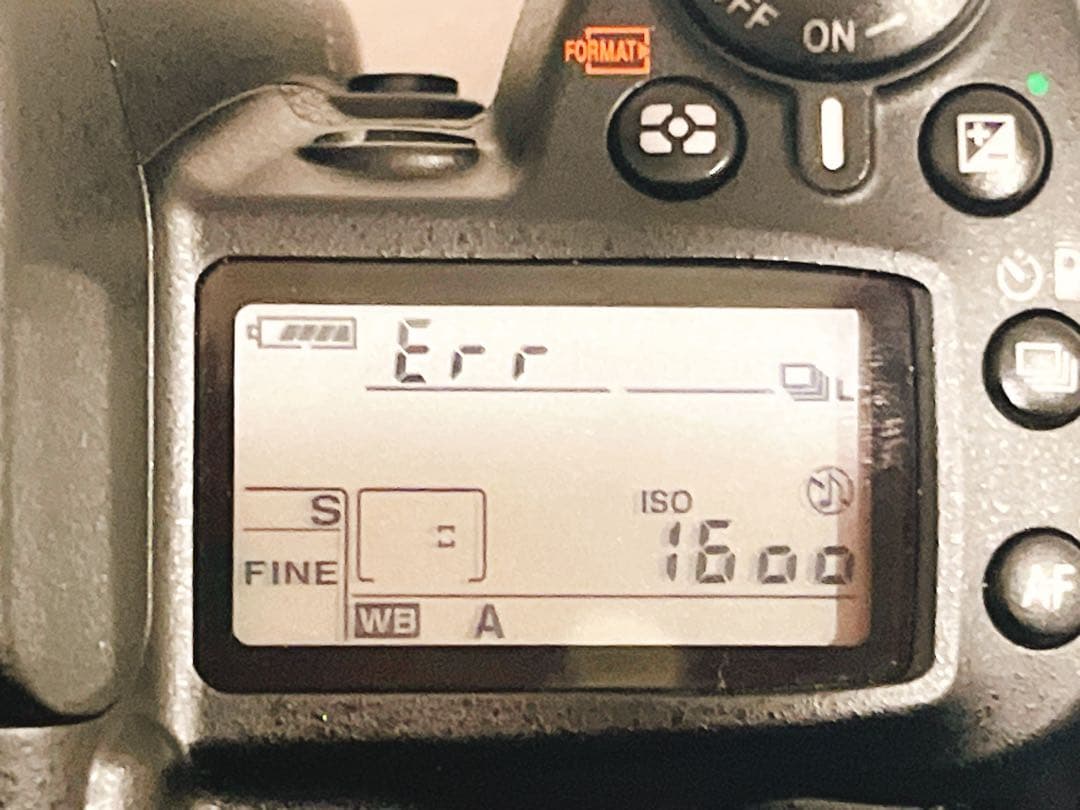 ON
FORMAT
Err
L
S
ISO
1600
FINE
WB A
AF